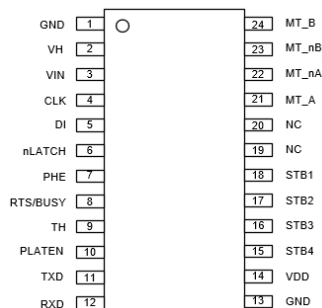 GND 1 24 MT_B
VH 2 23 MT_nB
VIN 3 22 MT_nA
CLK 4 21 MT_A
DI 5 20 NC
nLATCH 6 19 NC
PHE 7 18 STB1
RTS/BUSY 8 17 STB2
TH 9 16 STB3
PLATEN 10 15 STB4
TXD 11 14 VDD
RXD 12 13 GND